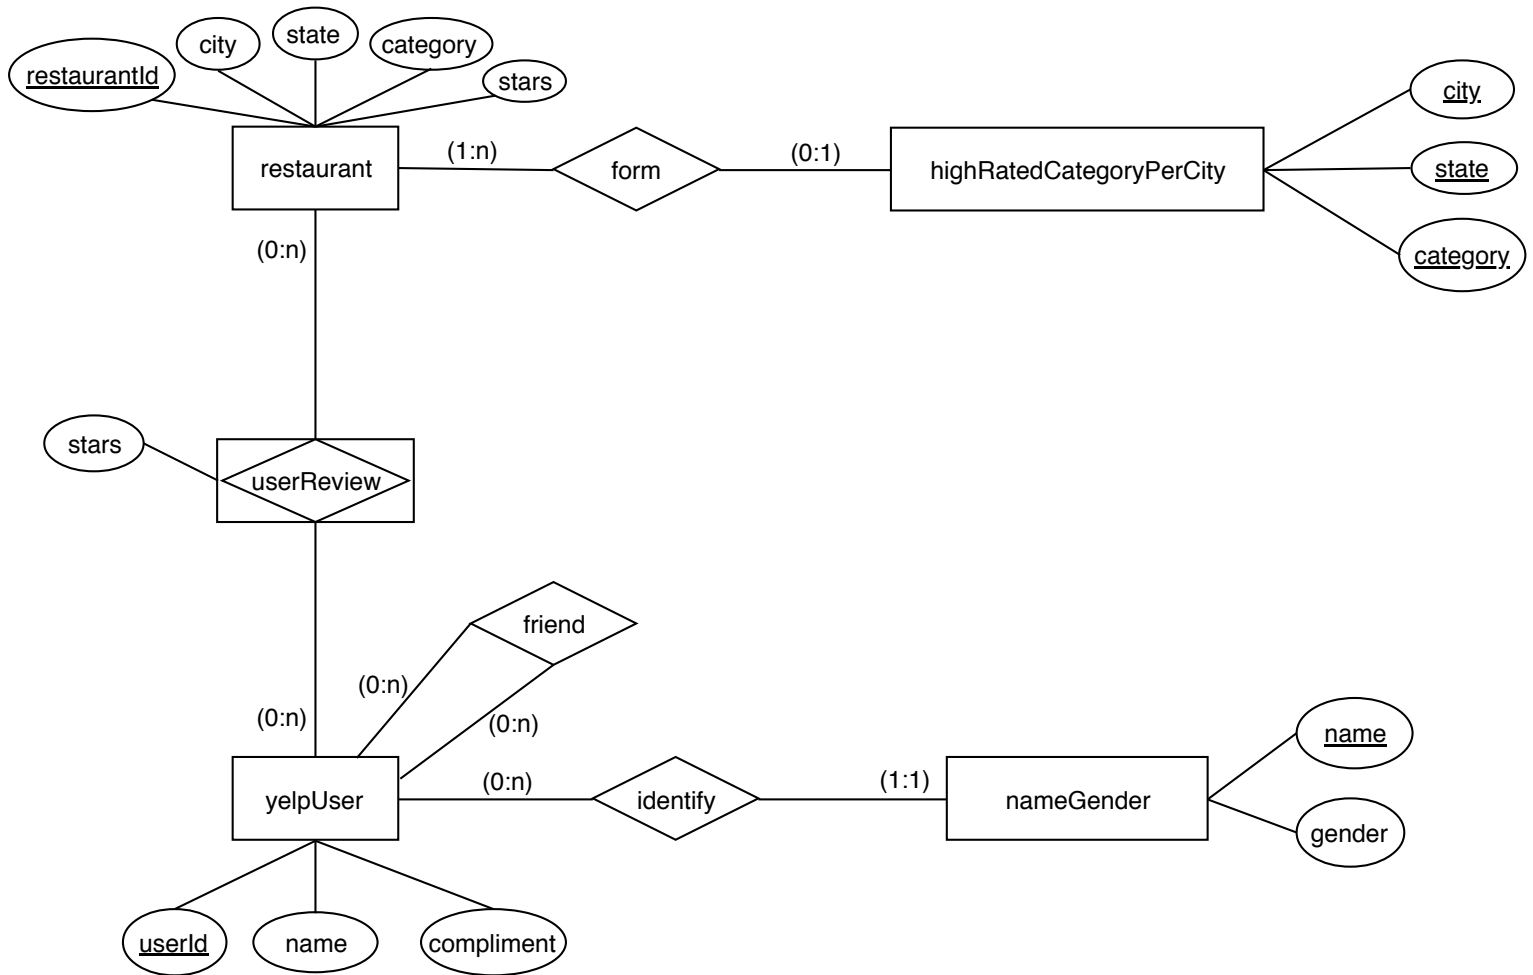 restaurantId
city
state
category
stars
restaurant
(1:n)
form
(0:1)
highRatedCategoryPerCity
city
state
category
(0:n)
stars
userReview
friend
(0:n)
(0:n)
(0:n)
yelpUser
(0:n)
identify
(1:1)
nameGender
name
gender
userId
name
compliment